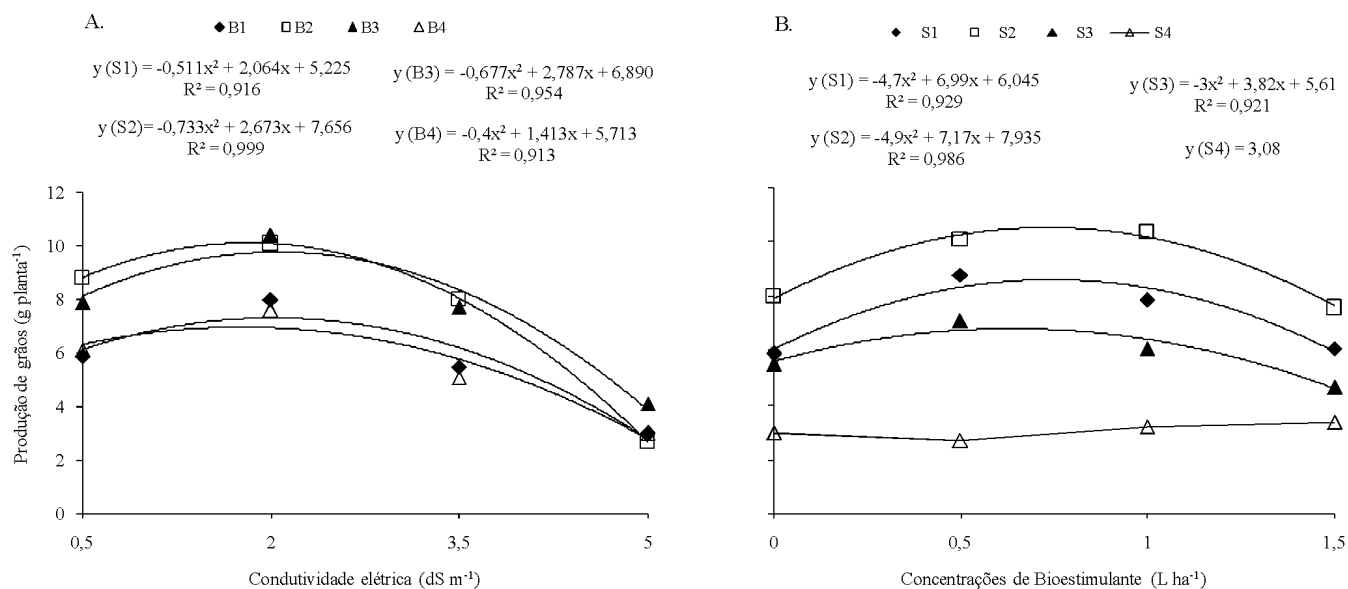 A.
B1 B2 B3 B4
y (S1) = -0,511x² + 2,064x + 5,225
R² = 0,916
y (B3) = -0,677x² + 2,787x + 6,890
R² = 0,954
y (S2)= -0,733x² + 2,673x + 7,656
R² = 0,999
y (B4) = -0,4x² + 1,413x + 5,713
R² = 0,913
Produção de grãos (g planta⁻¹)
12
10
8
6
4
2
0
0,5 2 3,5 5
Condutividade elétrica (dS m⁻¹)
B.
S1 S2 S3 S4
y (S1) = -4,7x² + 6,99x + 6,045
R² = 0,929
y (S3) = -3x² + 3,82x + 5,61
R² = 0,921
y (S2) = -4,9x² + 7,17x + 7,935
R² = 0,986
y (S4) = 3,08
0 0,5 1 1,5
Concentrações de Bioestimulante (L ha⁻¹)